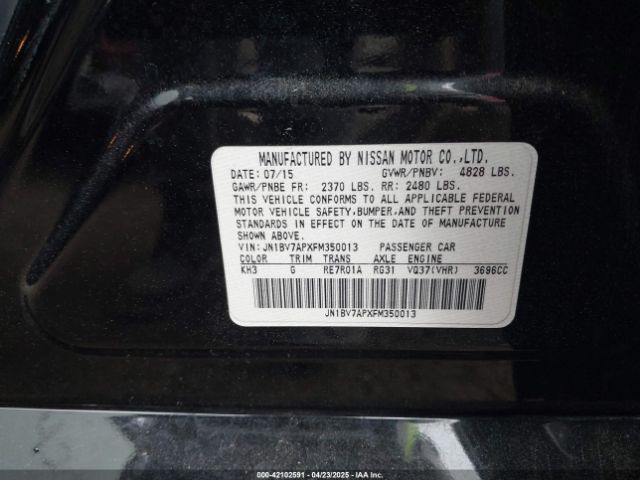 MANUFACTURED BY NISSAN MOTOR CO.,LTD.
DATE: 07/15 GVWR/PNBV: 4828 LBS.
GAWR/PNBE FR: 2370 LBS. RR: 2480 LBS.
THIS VEHICLE CONFORMS TO ALL APPLICABLE FEDERAL
MOTOR VEHICLE SAFETY,BUMPER,AND THEFT PREVENTION
STANDARDS IN EFFECT ON THE DATE OF MANUFACTURE
SHOWN ABOVE.
VIN: JN1BV7APXFM350013 PASSENGER CAR
COLOR TRIM TRANS AXLE ENGINE
KH3 G RE7R01A RG31 VQ37(VHR) 3696CC
JN1BV7APXFM350013
000-42102591 - 04/23/2025 - COPYRIGHT IAA, LLC.